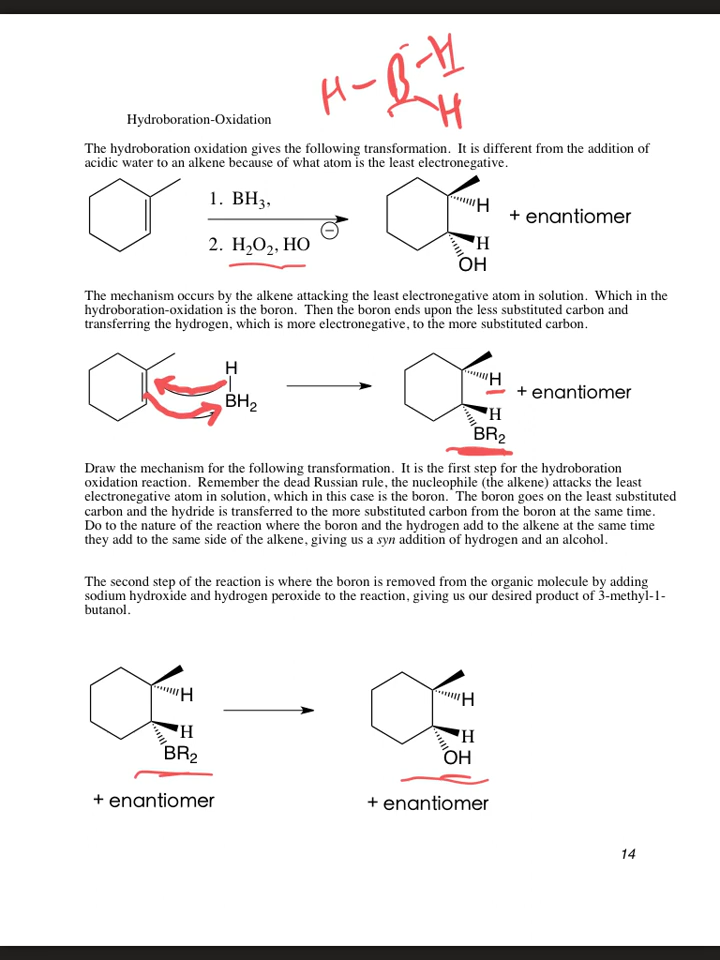 H-B-H
H
Hydroboration-Oxidation
The hydroboration oxidation gives the following transformation. It is different from the addition of
acidic water to an alkene because of what atom is the least electronegative.
1. BH3,
2. H2O2, HO −
H
H
OH
+ enantiomer
The mechanism occurs by the alkene attacking the least electronegative atom in solution. Which in the
hydroboration-oxidation is the boron. Then the boron ends upon the less substituted carbon and
transferring the hydrogen, which is more electronegative, to the more substituted carbon.
H
BH2
H
H
BR2
+ enantiomer
Draw the mechanism for the following transformation. It is the first step for the hydroboration
oxidation reaction. Remember the dead Russian rule, the nucleophile (the alkene) attacks the least
electronegative atom in solution, which in this case is the boron. The boron goes on the least substituted
carbon and the hydride is transferred to the more substituted carbon from the boron at the same time.
Do to the nature of the reaction where the boron and the hydrogen add to the alkene at the same time
they add to the same side of the alkene, giving us a syn addition of hydrogen and an alcohol.
The second step of the reaction is where the boron is removed from the organic molecule by adding
sodium hydroxide and hydrogen peroxide to the reaction, giving us our desired product of 3-methyl-1-
butanol.
H
H
BR2
+ enantiomer
H
H
OH
+ enantiomer
14